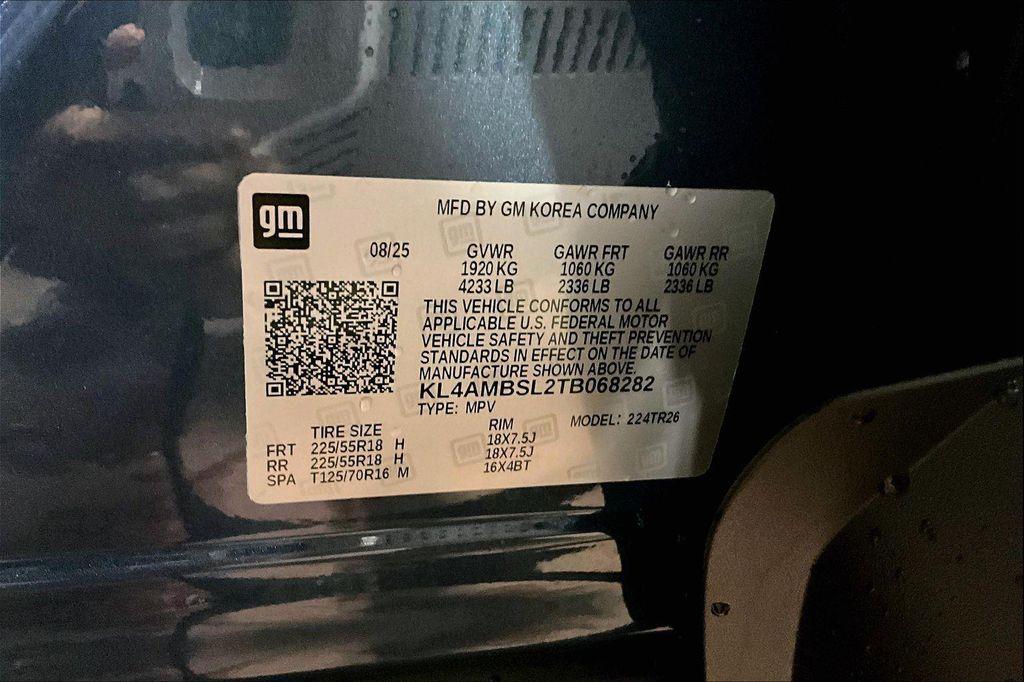 gm
MFD BY GM KOREA COMPANY
08/25 GVWR GAWR FRT GAWR RR
1920 KG 1060 KG 1060 KG
4233 LB 2336 LB 2336 LB
THIS VEHICLE CONFORMS TO ALL
APPLICABLE U.S. FEDERAL MOTOR
VEHICLE SAFETY AND THEFT PREVENTION
STANDARDS IN EFFECT ON THE DATE OF
MANUFACTURE SHOWN ABOVE.
KL4AMBSL2TB068282
TYPE: MPV MODEL: 224TR26
TIRE SIZE RIM
FRT 225/55R18 H 18X7.5J
RR 225/55R18 H 18X7.5J
SPA T125/70R16 M 16X4BT